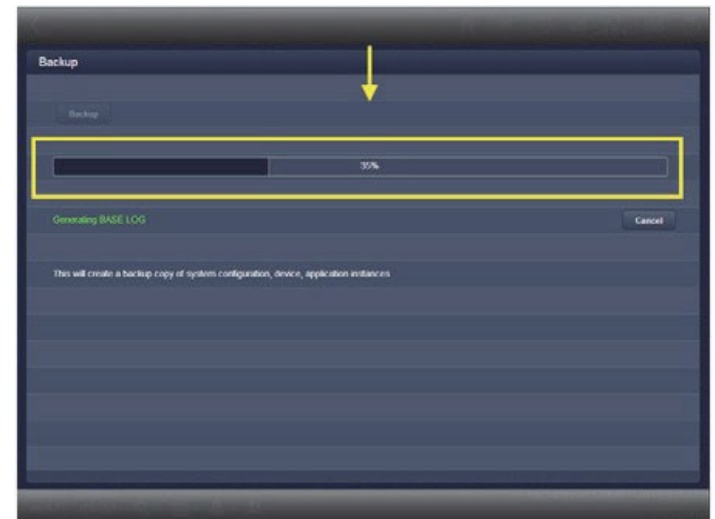 Backup
Backup
35%
Generating BASE LOG
Cancel
This will create a backup copy of system configuration, device, application instances